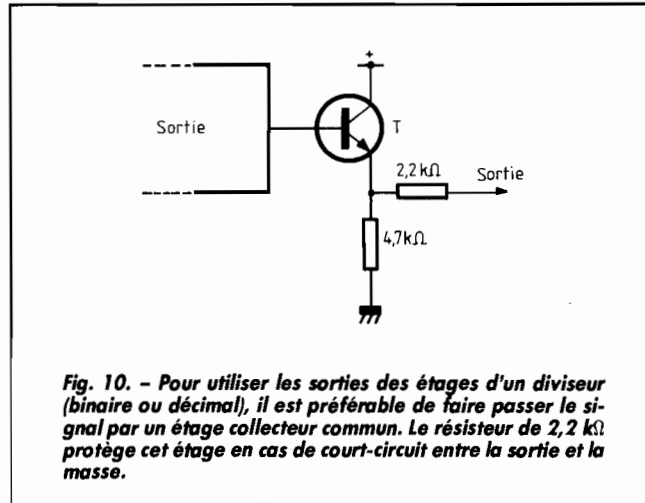 +
Sortie
T
2,2 kΩ
Sortie
4,7kΩ
Fig. 10. – Pour utiliser les sorties des étages d'un diviseur
(binaire ou décimal), il est préférable de faire passer le si-
gnal par un étage collecteur commun. Le résisteur de 2,2 kΩ
protège cet étage en cas de court-circuit entre la sortie et la
masse.